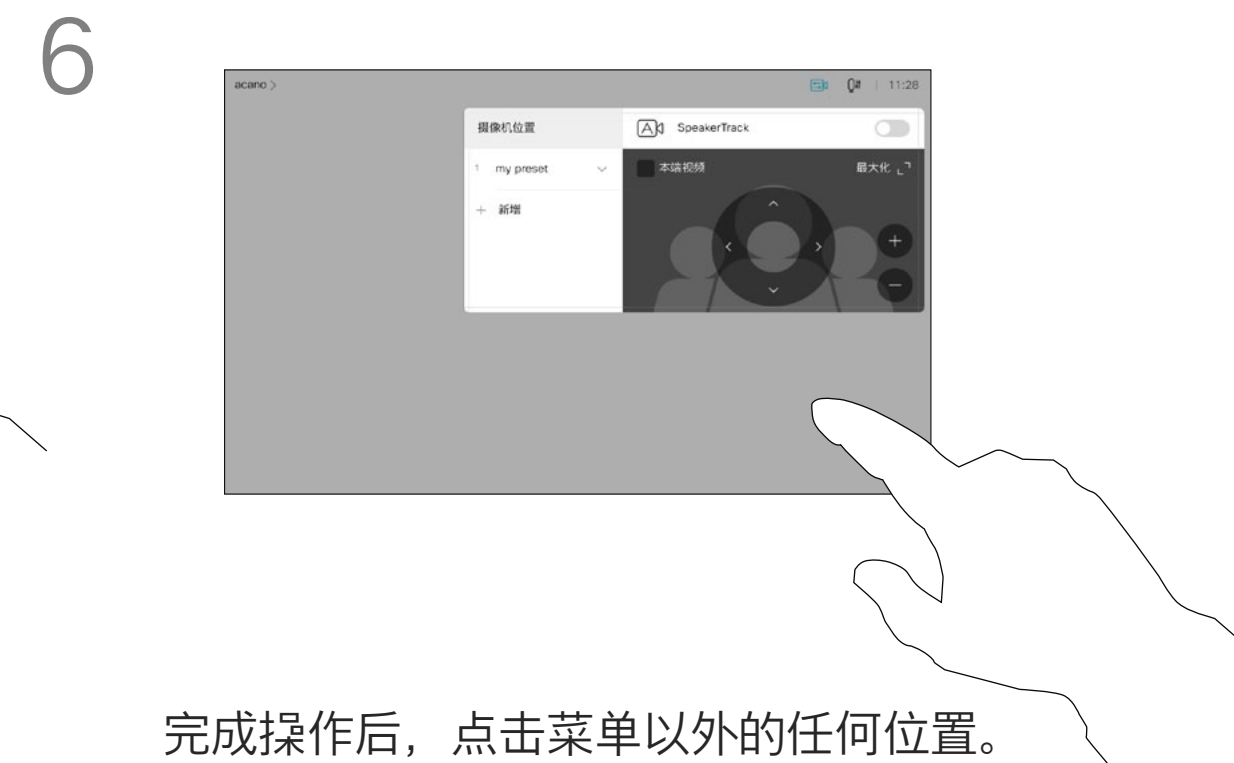 6
acano >
11:28
摄像机位置
SpeakerTrack
1 my preset
本端视频
最大化
+ 新增
完成操作后，点击菜单以外的任何位置。